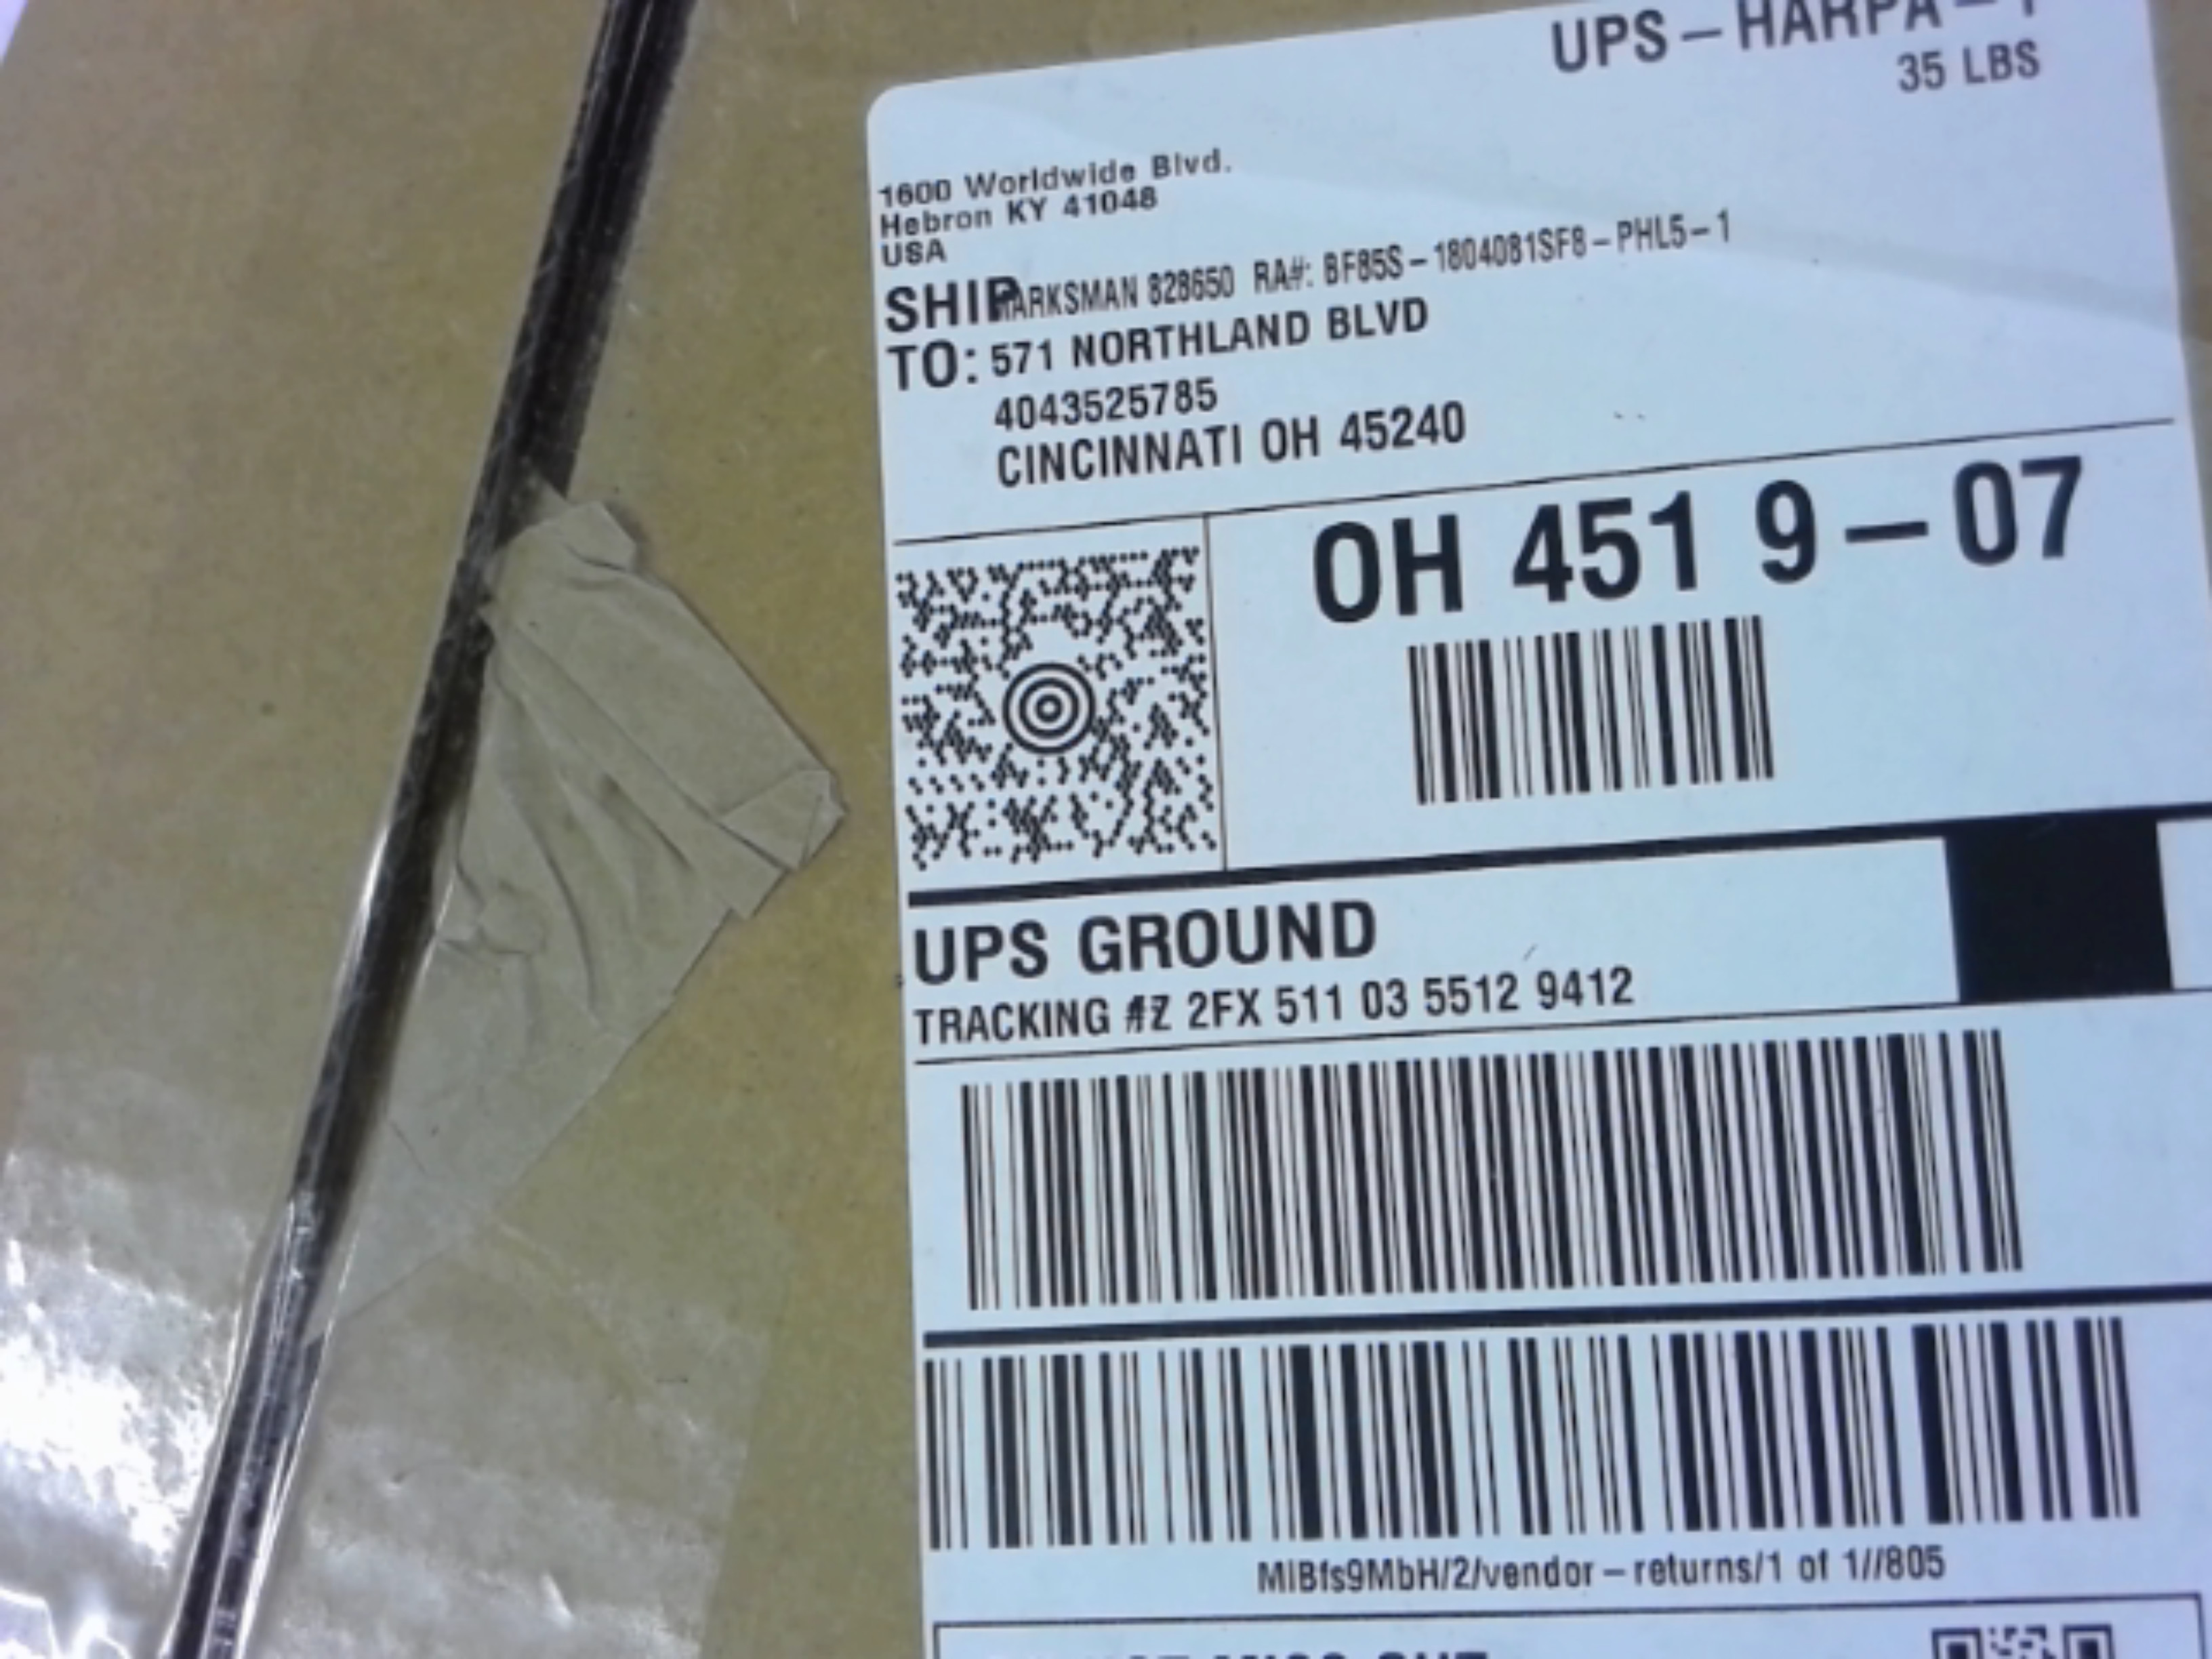 UPS-HARPA-1
35 LBS
1600 Worldwide Blvd.
Hebron KY 41048
USA
SHIP MARKSMAN 828650 RA#: BF85S-1804081SF8-PHL5-1
TO: 571 NORTHLAND BLVD
4043525785
CINCINNATI OH 45240
OH 451 9-07
UPS GROUND
TRACKING #Z 2FX 511 03 5512 9412
MIBfs9MbH/2/vendor-returns/1 of 1//805